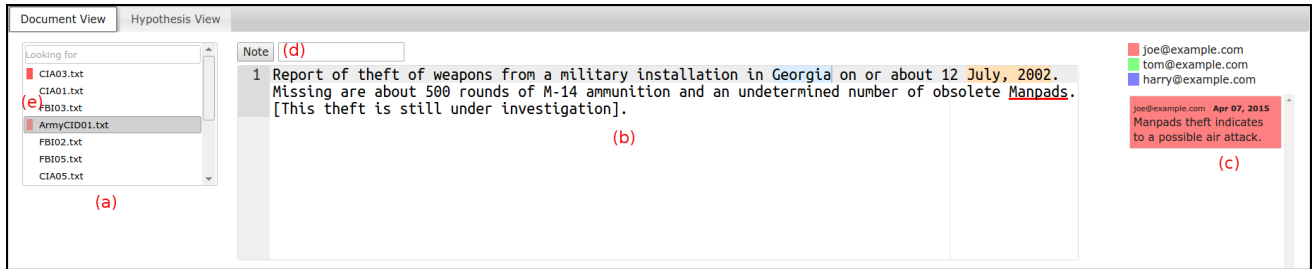 Document View Hypothesis View
Looking for
CIA03.txt
CIA01.txt
(e)
FBI03.txt
ArmyCID01.txt
FBI02.txt
FBI05.txt
CIA05.txt
(a)
Note (d)
1 Report of theft of weapons from a military installation in Georgia on or about 12 July, 2002.
Missing are about 500 rounds of M-14 ammunition and an undetermined number of obsolete Manpads.
[This theft is still under investigation].
(b)
joe@example.com
tom@example.com
harry@example.com
joe@example.com Apr 07, 2015
Manpads theft indicates
to a possible air attack.
(c)